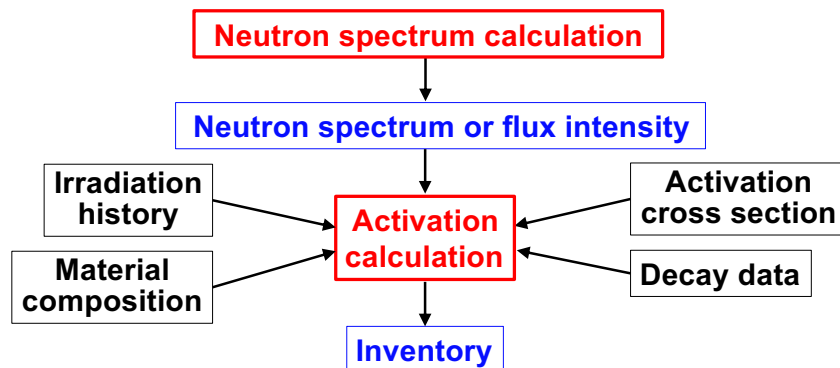 Neutron spectrum calculation
Neutron spectrum or flux intensity
Irradiation
history
Activation
cross section
Activation
calculation
Material
composition
Decay data
Inventory